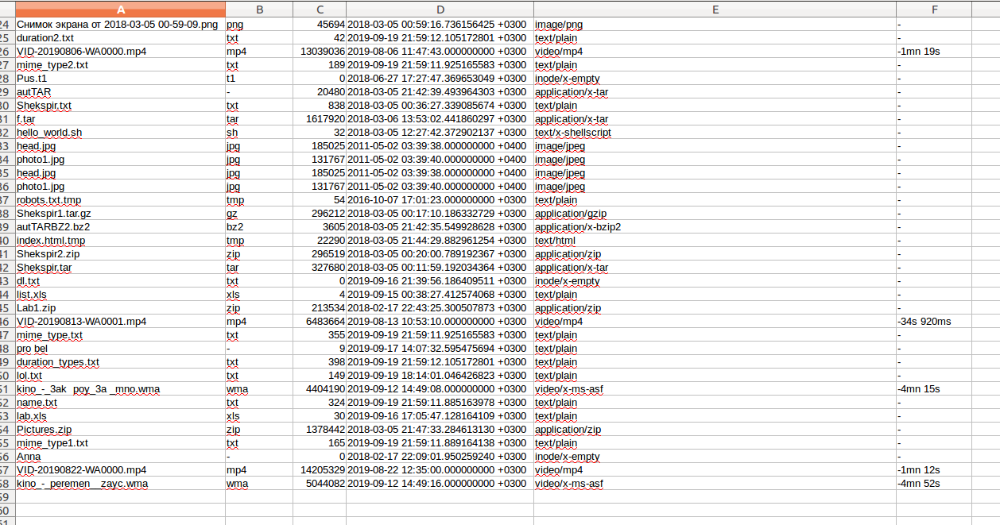 A B C D E F
24 Снимок экрана от 2018-03-05 00-59-09.png png 45694 2018-03-05 00:59:16.736156425 +0300 image/png -
25 duration2.txt txt 42 2019-09-19 21:59:12.105172801 +0300 text/plain -
26 VID-20190806-WA0000.mp4 mp4 13039036 2019-08-06 11:47:43.000000000 +0300 video/mp4 -1mn 19s
27 mime_type2.txt txt 189 2019-09-19 21:59:11.925165583 +0300 text/plain -
28 Pus.t1 t1 0 2018-06-27 17:27:47.369653049 +0300 inode/x-empty -
29 autTAR - 20480 2018-03-05 21:42:39.493964303 +0300 application/x-tar -
30 Shekspir.txt txt 838 2018-03-05 00:36:27.339085674 +0300 text/plain -
31 f.tar tar 1617920 2018-03-06 13:53:02.441860297 +0300 application/x-tar -
32 hello_world.sh sh 32 2018-03-05 12:27:42.372902137 +0300 text/x-shellscript -
33 head.jpg jpg 185025 2011-05-02 03:39:38.000000000 +0400 image/jpeg -
34 photo1.jpg jpg 131767 2011-05-02 03:39:40.000000000 +0400 image/jpeg -
35 head.jpg jpg 185025 2011-05-02 03:39:38.000000000 +0400 image/jpeg -
36 photo1.jpg jpg 131767 2011-05-02 03:39:40.000000000 +0400 image/jpeg -
37 robots.txt.tmp tmp 54 2016-10-07 17:01:23.000000000 +0300 text/plain -
38 Shekspir1.tar.gz gz 296212 2018-03-05 00:17:10.186332729 +0300 application/gzip -
39 autTARBZ2.bz2 bz2 3605 2018-03-05 21:42:35.549928628 +0300 application/x-bzip2 -
40 index.html.tmp tmp 22290 2018-03-05 21:44:29.882961254 +0300 text/html -
41 Shekspir2.zip zip 296519 2018-03-05 00:20:00.789192367 +0300 application/zip -
42 Shekspir.tar tar 327680 2018-03-05 00:11:59.192034364 +0300 application/x-tar -
43 dl.txt txt 0 2019-09-16 21:39:56.186409511 +0300 inode/x-empty -
44 list.xls xls 4 2019-09-15 00:38:27.412574068 +0300 text/plain -
45 Lab1.zip zip 213534 2018-02-17 22:43:25.300507873 +0300 application/zip -
46 VID-20190813-WA0001.mp4 mp4 6483664 2019-08-13 10:53:10.000000000 +0300 video/mp4 -34s 920ms
47 mime_type.txt txt 355 2019-09-19 21:59:11.925165583 +0300 text/plain -
48 pro bel - 9 2019-09-17 14:07:32.595475694 +0300 text/plain -
49 duration_types.txt txt 398 2019-09-19 21:59:12.105172801 +0300 text/plain -
50 lol.txt txt 149 2019-09-19 18:14:01.046426823 +0300 text/plain -
51 kino_-_3ak_poy_3a _mno.wma wma 4404190 2019-09-12 14:49:08.000000000 +0300 video/x-ms-asf -4mn 15s
52 name.txt txt 324 2019-09-19 21:59:11.885163978 +0300 text/plain -
53 lab.xls xls 30 2019-09-16 17:05:47.128164109 +0300 text/plain -
54 Pictures.zip zip 1378442 2018-03-05 21:47:33.284613130 +0300 application/zip -
55 mime_type1.txt txt 165 2019-09-19 21:59:11.889164138 +0300 text/plain -
56 Anna - 0 2018-02-17 22:09:01.950259240 +0300 inode/x-empty -
57 VID-20190822-WA0000.mp4 mp4 14205329 2019-08-22 12:35:00.000000000 +0300 video/mp4 -1mn 12s
58 kino_-_peremen__zayc.wma wma 5044082 2019-09-12 14:49:16.000000000 +0300 video/x-ms-asf -4mn 52s
59
60
61